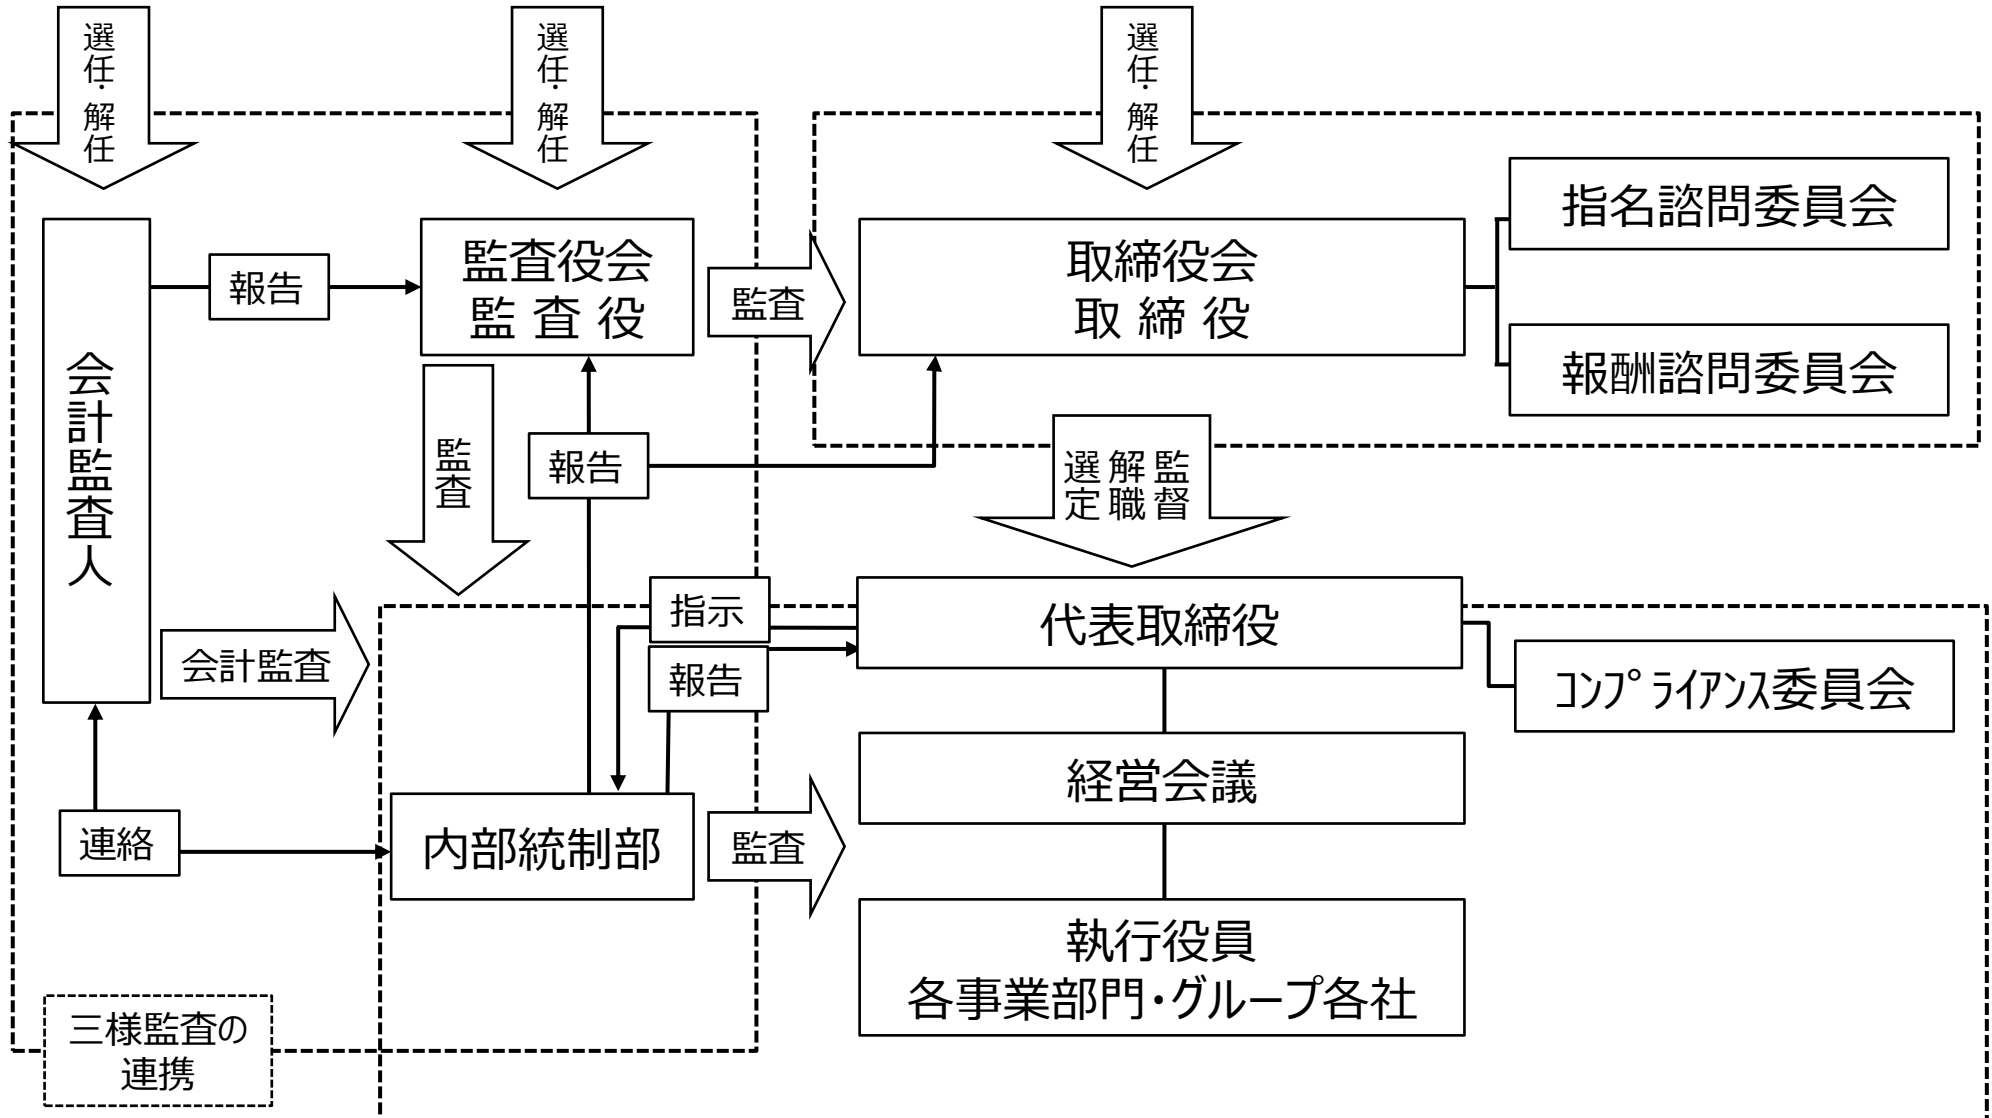 選任・解任
選任・解任
選任・解任
指名諮問委員会
監査役会
監 査 役
取締役会
取 締 役
報告
監査
会計監査人
報酬諮問委員会
監査
報告
選定
解職
監督
指示
代表取締役
会計監査
報告
コンプライアンス委員会
経営会議
連絡
内部統制部
監査
執行役員
各事業部門・グループ各社
三様監査の
連携